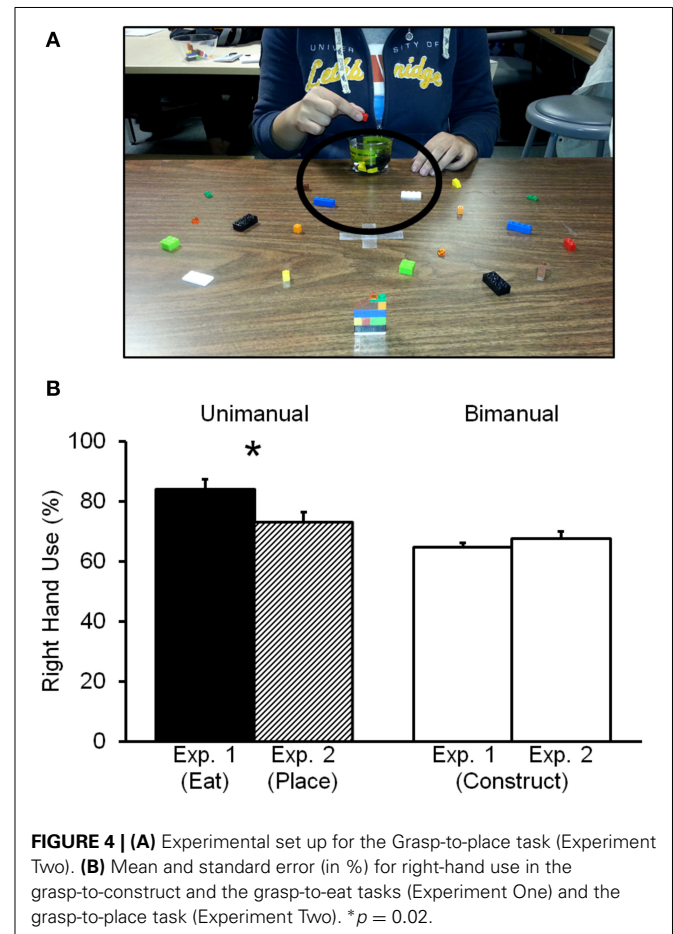 A
UNIVER SITY OF
Leth nidge
B
Unimanual Bimanual
*
100
80
60
40
20
0
Right Hand Use (%)
Exp. 1 Exp. 2 Exp. 1 Exp. 2
(Eat) (Place) (Construct)
FIGURE 4 | (A) Experimental set up for the Grasp-to-place task (Experiment
Two). (B) Mean and standard error (in %) for right-hand use in the
grasp-to-construct and the grasp-to-eat tasks (Experiment One) and the
grasp-to-place task (Experiment Two). *p = 0.02.